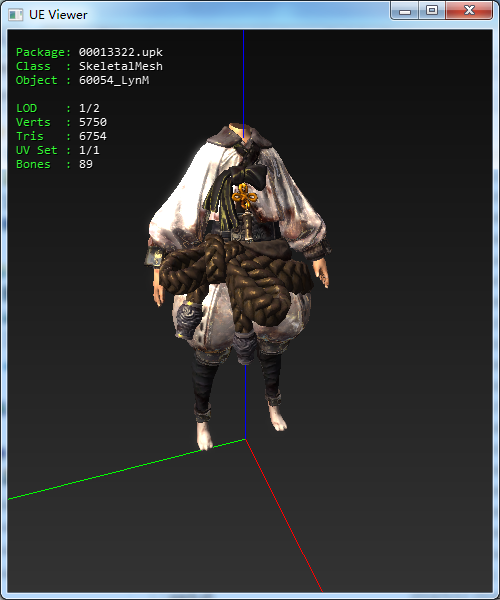 UE Viewer
Package: 00013322.upk
Class : SkeletalMesh
Object : 60054_LynM
LOD : 1/2
Verts : 5750
Tris : 6754
UV Set : 1/1
Bones : 89